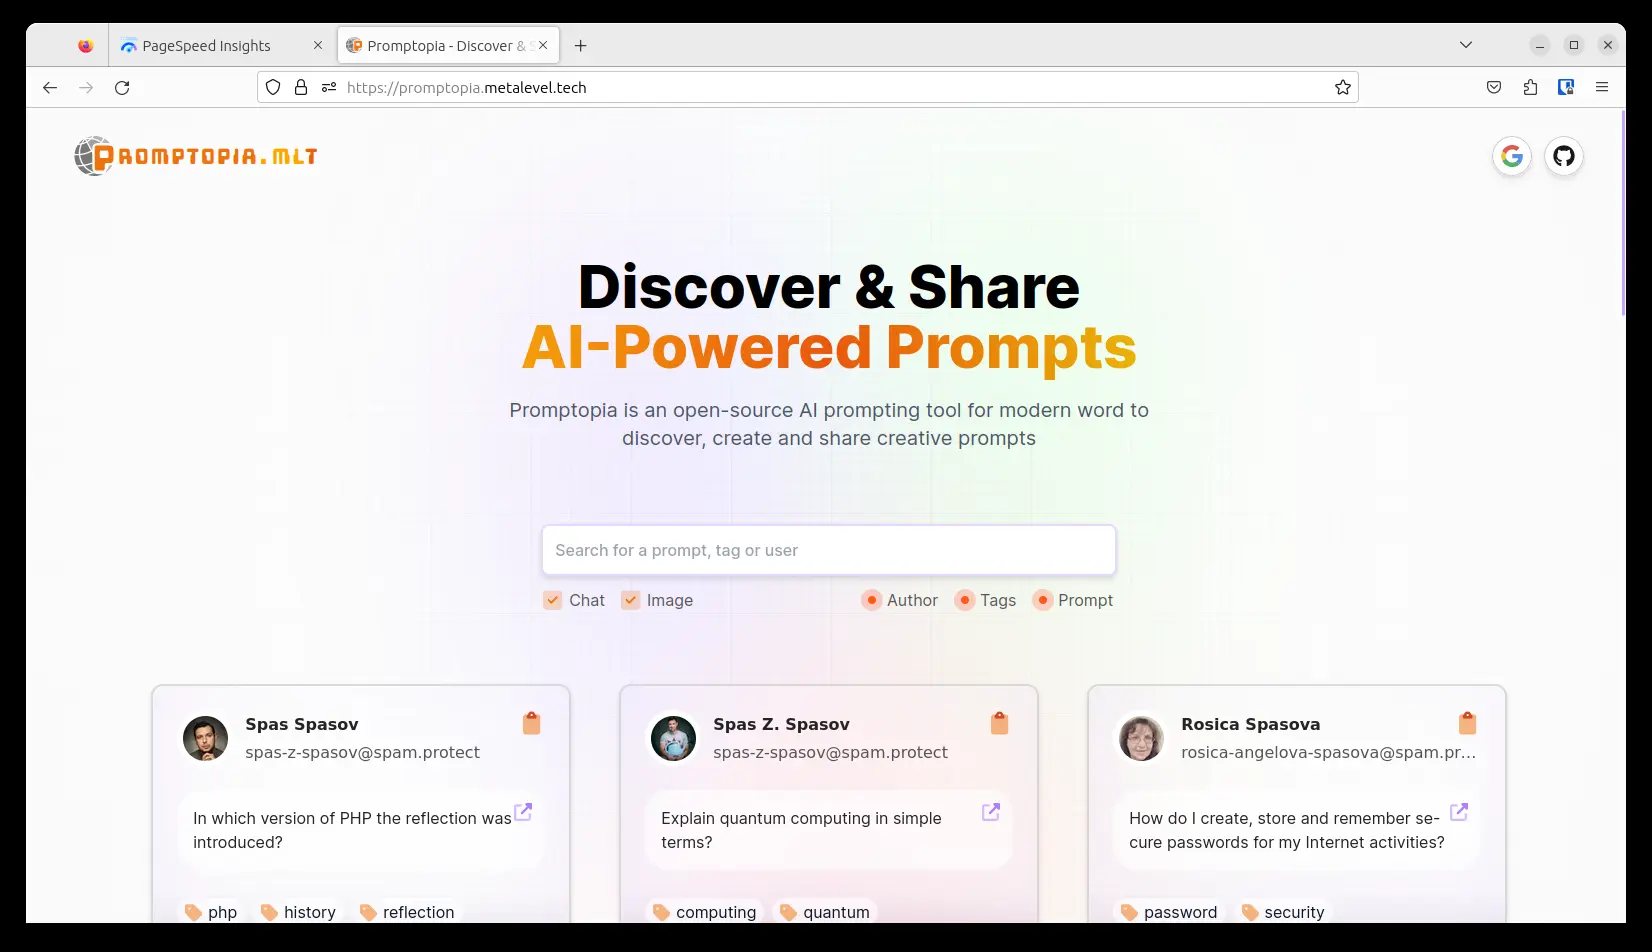 PageSpeed Insights
Promptopia - Discover & S
https://promptopia.metalevel.tech
PROMPTOPIA.MLT
Discover & Share
AI-Powered Prompts
Promptopia is an open-source AI prompting tool for modern word to
discover, create and share creative prompts
Search for a prompt, tag or user
Chat Image Author Tags Prompt
Spas Spasov
spas-z-spasov@spam.protect
In which version of PHP the reflection was
introduced?
php history reflection
Spas Z. Spasov
spas-z-spasov@spam.protect
Explain quantum computing in simple
terms?
computing quantum
Rosica Spasova
rosica-angelova-spasova@spam.pr...
How do I create, store and remember se-
cure passwords for my Internet activities?
password security